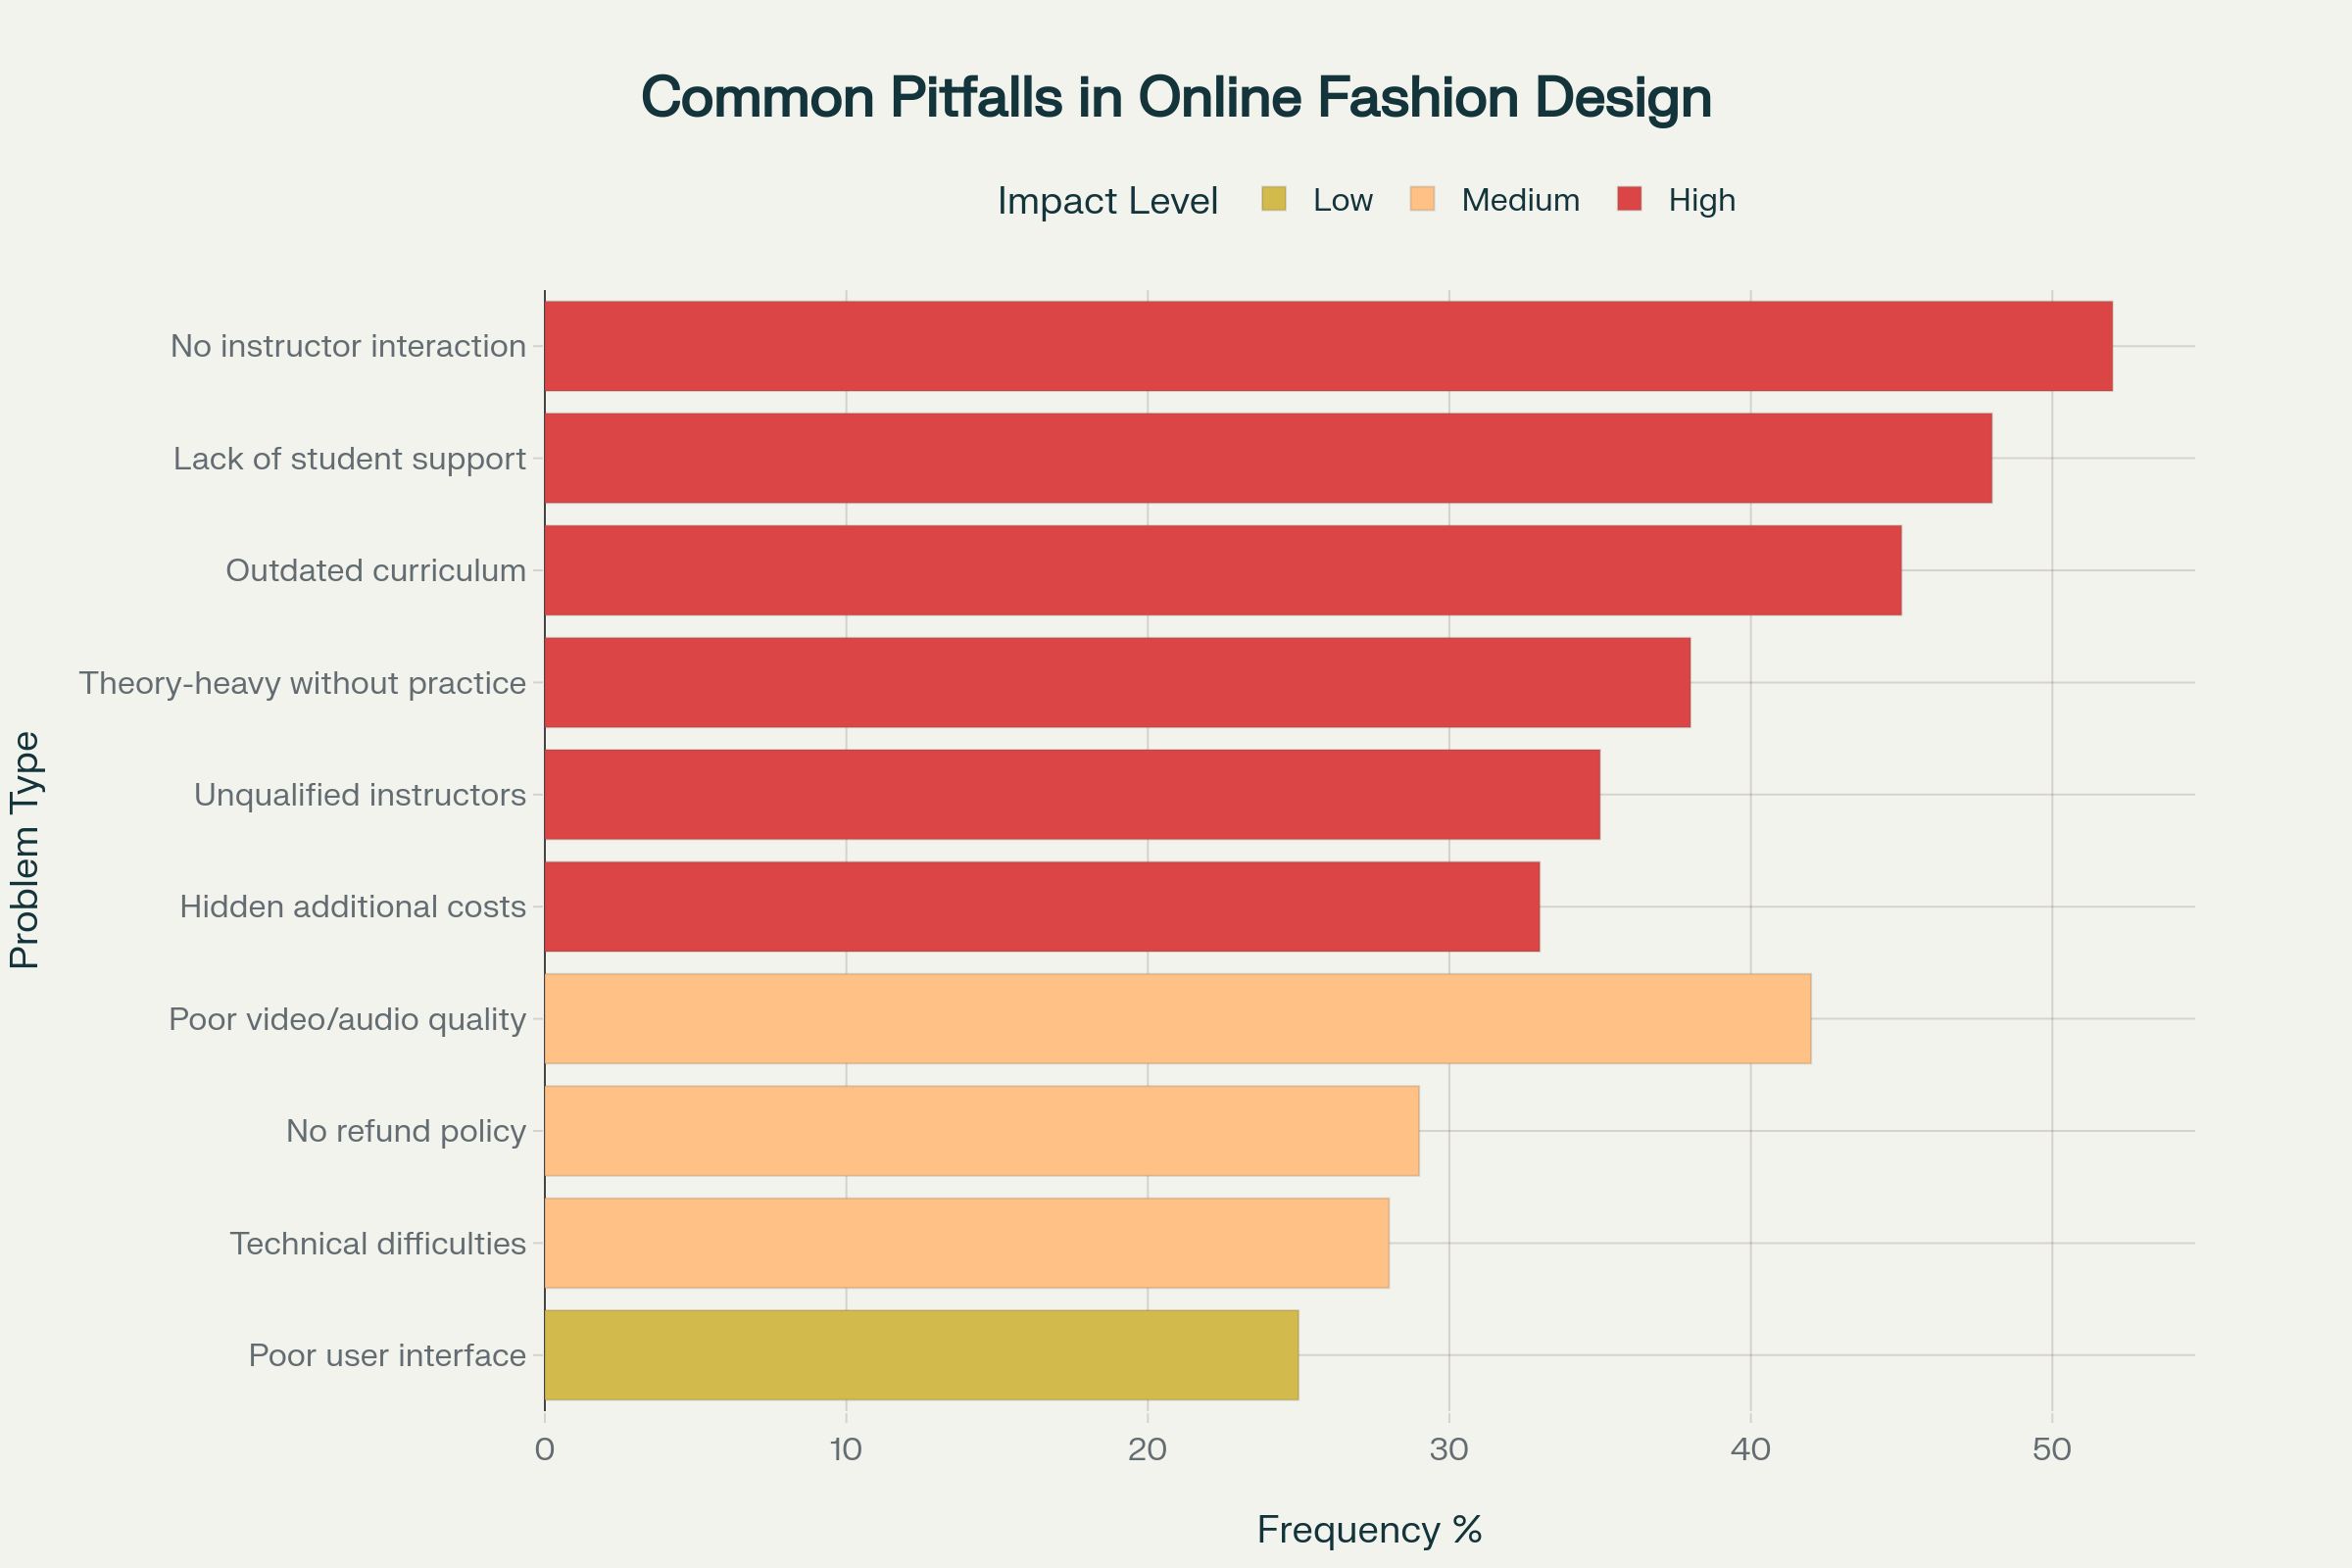 Common Pitfalls in Online Fashion Design
Impact Level Low Medium High
Problem Type
No instructor interaction
Lack of student support
Outdated curriculum
Theory-heavy without practice
Unqualified instructors
Hidden additional costs
Poor video/audio quality
No refund policy
Technical difficulties
Poor user interface
0 10 20 30 40 50
Frequency %